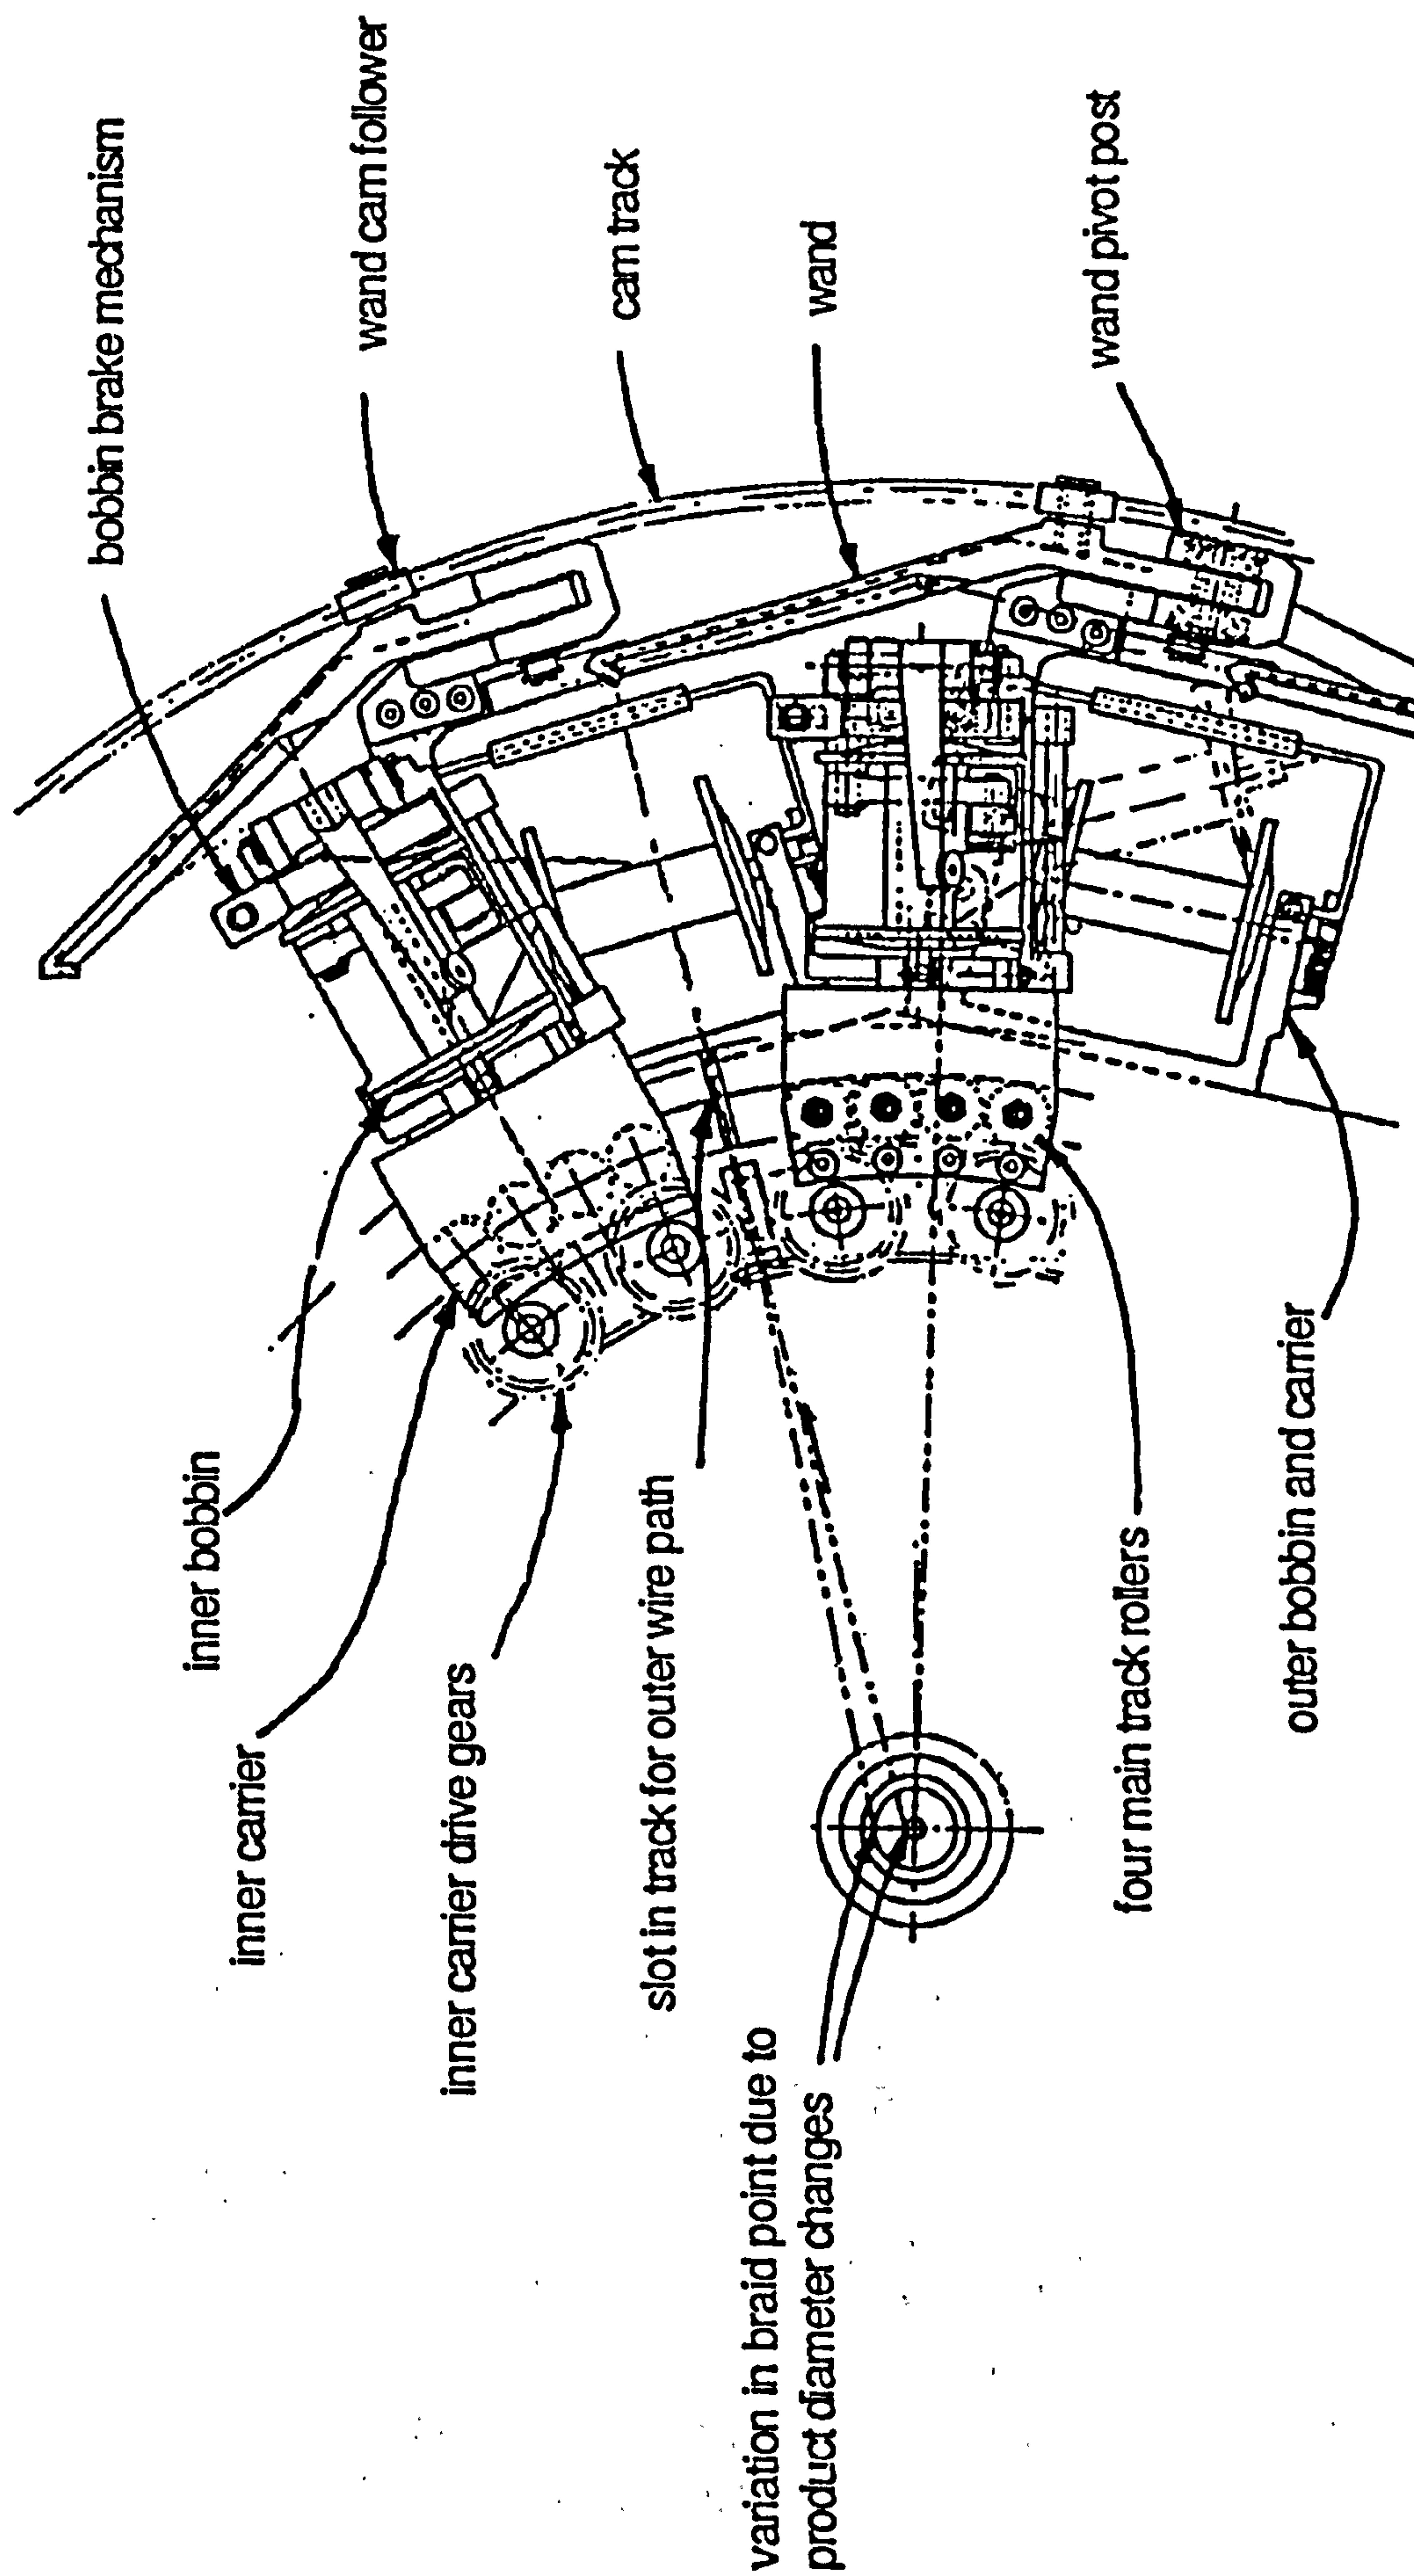 bobbin brake mechanism
wand cam follower
cam track
wand
wand pivot post
inner bobbin
inner carrier
inner carrier drive gears
slot in track for outer wire path
variation in braid point due to
product diameter changes
four main track rollers
outer bobbin and carrier